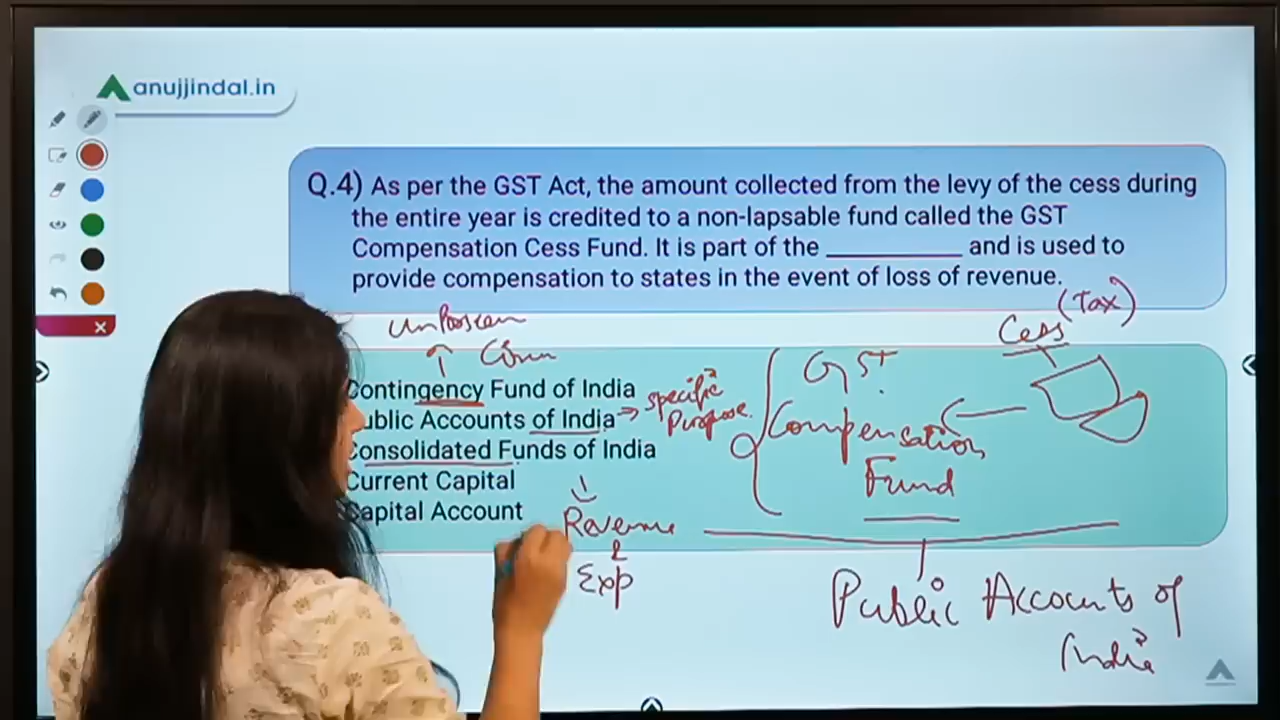 anujjindal.in
Q.4) As per the GST Act, the amount collected from the levy of the cess during
the entire year is credited to a non-lapsable fund called the GST
Compensation Cess Fund. It is part of the __________ and is used to
provide compensation to states in the event of loss of revenue.
(Tax)
Cess
Contingency Fund of India
ublic Accounts of India
specific
Purpose.
Consolidated Funds of India
Current Capital
apital Account
Revenue
&
Exp
GST
Compensation
Fund
Public Accounts of
India